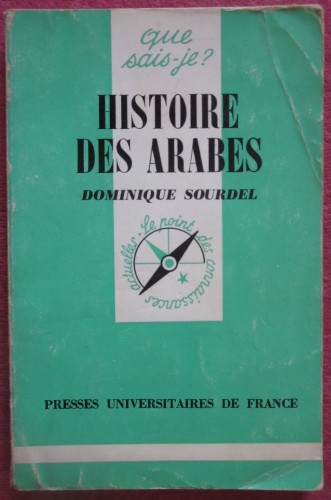 que
sais-je?
HISTOIRE
DES ARABES
DOMINIQUE SOURDEL
Le point des connaissances actuelles
PRESSES UNIVERSITAIRES DE FRANCE